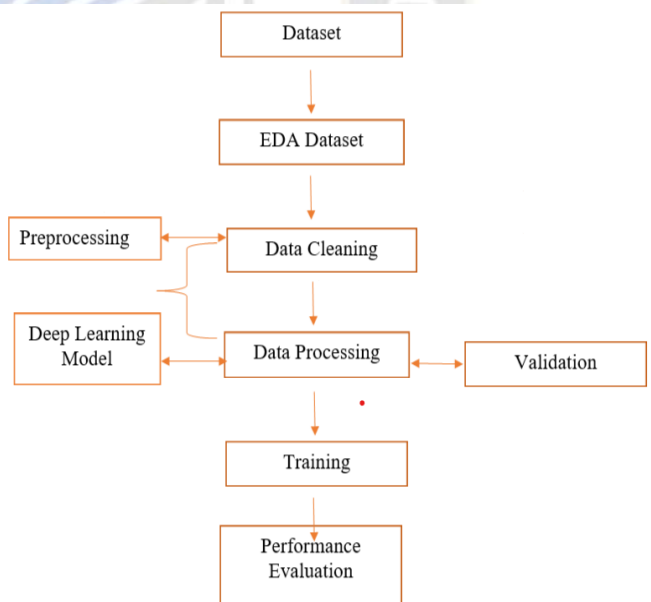 Dataset
EDA Dataset
Preprocessing
Data Cleaning
Deep Learning
Model
Data Processing
Validation
Training
Performance
Evaluation